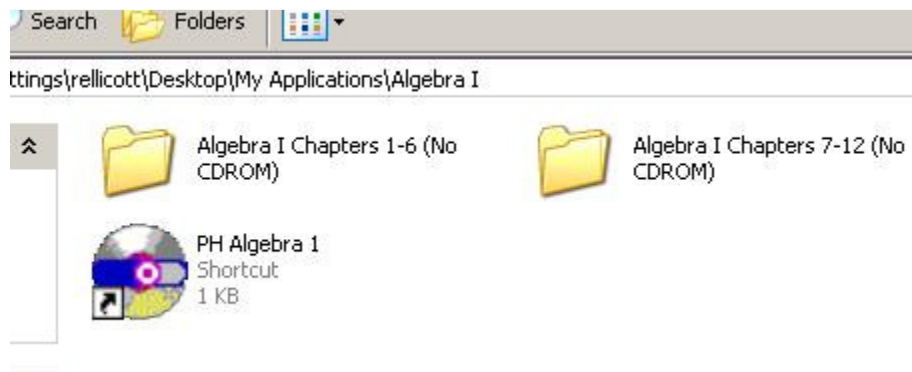 Search Folders
ttings\rellicott\Desktop\My Applications\Algebra I
Algebra I Chapters 1-6 (No
CDROM)
Algebra I Chapters 7-12 (No
CDROM)
PH Algebra 1
Shortcut
1 KB